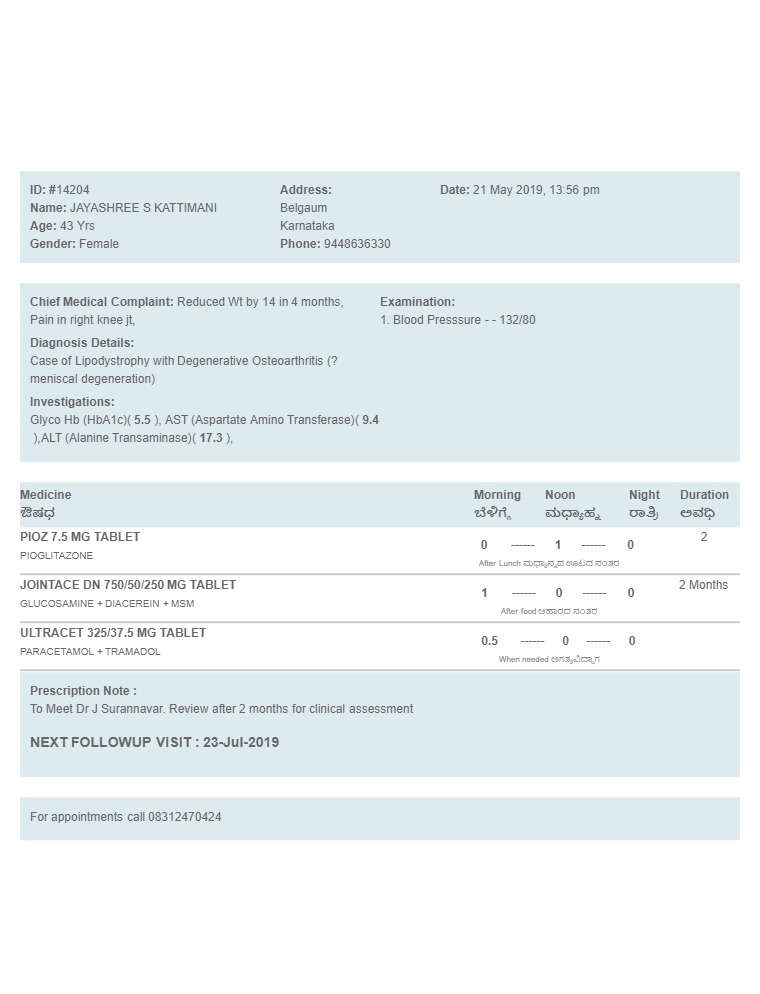 ID: #14204
Name: JAYASHREE S KATTIMANI
Age: 43 Yrs
Gender: Female
Address:
Belgaum
Karnataka
Phone: 9448636330
Date: 21 May 2019, 13:56 pm
Chief Medical Complaint: Reduced Wt by 14 in 4 months,
Pain in right knee jt,
Diagnosis Details:
Case of Lipodystrophy with Degenerative Osteoarthritis (?
meniscal degeneration)
Investigations:
Glyco Hb (HbA1c)( 5.5 ), AST (Aspartate Amino Transferase)( 9.4
),ALT (Alanine Transaminase)( 17.3 ),
Examination:
1. Blood Presssure - - 132/80
Medicine Morning Noon Night Duration
ಔಷಧ ಬೆಳಿಗ್ಗೆ ಮಧ್ಯಾಹ್ನ ರಾತ್ರಿ ಅವಧಿ
PIOZ 7.5 MG TABLET 0 ------ 1 ------ 0 2
PIOGLITAZONE
After Lunch ಮಧ್ಯಾನ್ಹದ ಊಟದ ನಂತರ
JOINTACE DN 750/50/250 MG TABLET 1 ------ 0 ------ 0 2 Months
GLUCOSAMINE + DIACEREIN + MSM
After food ಆಹಾರದ ನಂತರ
ULTRACET 325/37.5 MG TABLET 0.5 ------ 0 ------ 0
PARACETAMOL + TRAMADOL
When needed ಅಗತ್ಯವಿದ್ದಾಗ
Prescription Note :
To Meet Dr J Surannavar. Review after 2 months for clinical assessment
NEXT FOLLOWUP VISIT : 23-Jul-2019
For appointments call 08312470424